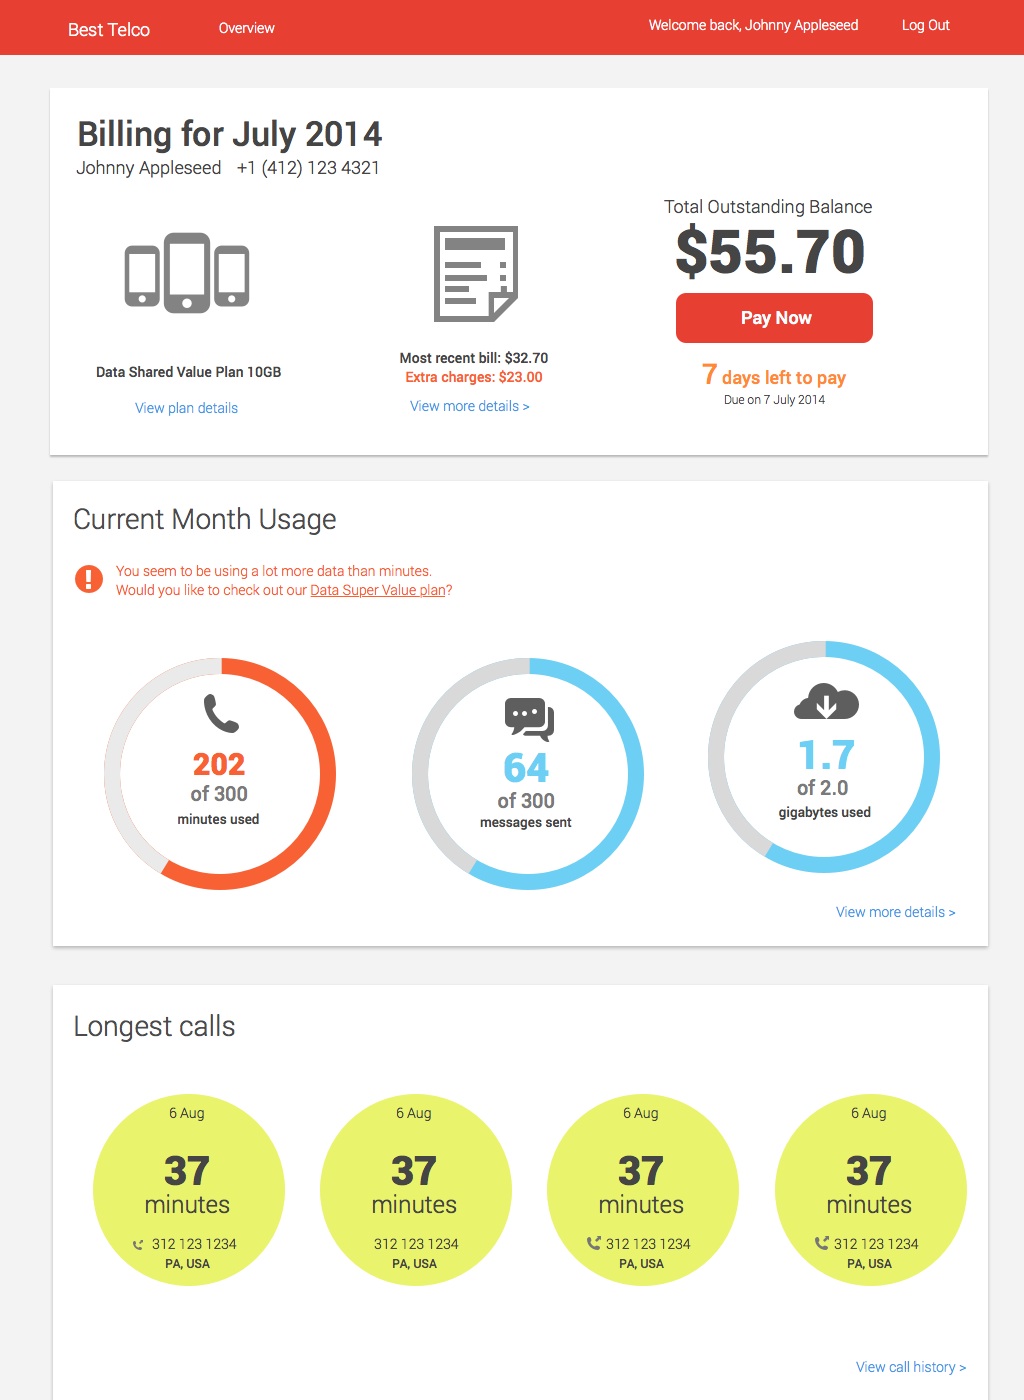 Best Telco
Overview
Welcome back, Johnny Appleseed
Log Out
Billing for July 2014
Johnny Appleseed +1 (412) 123 4321
Data Shared Value Plan 10GB
View plan details
Most recent bill: $32.70
Extra charges: $23.00
View more details >
Total Outstanding Balance
$55.70
Pay Now
7 days left to pay
Due on 7 July 2014
Current Month Usage
You seem to be using a lot more data than minutes.
Would you like to check out our Data Super Value plan?
202
of 300
minutes used
64
of 300
messages sent
1.7
of 2.0
gigabytes used
View more details >
Longest calls
6 Aug
37
minutes
312 123 1234
PA, USA
6 Aug
37
minutes
312 123 1234
PA, USA
6 Aug
37
minutes
312 123 1234
PA, USA
6 Aug
37
minutes
312 123 1234
PA, USA
View call history >